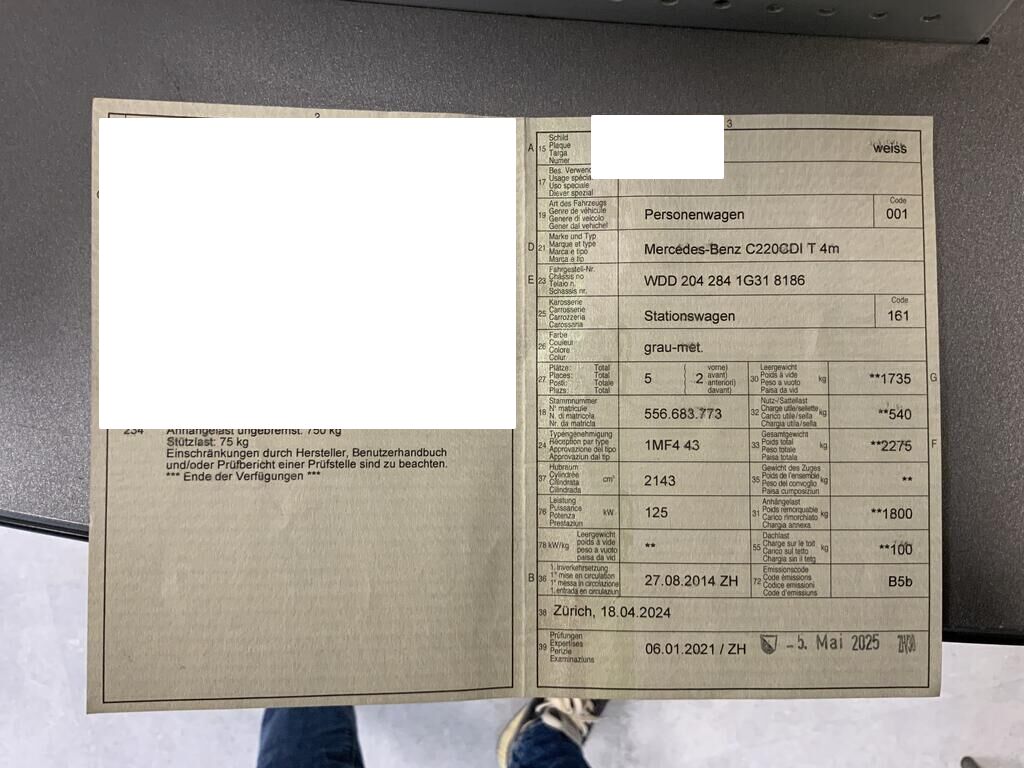 2
234 Anhängelast ungebremst: 750 kg
Stützlast: 75 kg
Einschränkungen durch Hersteller, Benutzerhandbuch
und/oder Prüfbericht einer Prüfstelle sind zu beachten.
*** Ende der Verfügungen ***
3
A 15 Schild
Plaque
Targa
Numer
weiss
17 Bes.
Usage
Uso speciale
Diever spezial
19 Art des Fahrzeugs
Genre de véhicule
Genere di veicolo
Gener dal vehichel
Personenwagen
Code
001
D 21 Marke und Typ
Marque et type
Marca e tipo
Marca e tip
Mercedes-Benz C220CDI T 4m
E 23 Fahrgestell-Nr.
Châssis no
Telaio n.
Schassis nr.
WDD 204 284 1G31 8186
25 Karosserie
Carrosserie
Carrozzeria
Carossaria
Stationswagen
Code
161
26 Farbe
Couleur
Colore
Colur
grau-met.
27 Plätze: Total
Places: Total
Posti: Totale
Plazs: Total
5 ( 2 vorne)
avant)
anteriori)
davant)
30 Leergewicht
Poids à vide
Peso a vuoto
Paisa da vid
kg
**1735
G
18 Stammnummer
N° matricule
N. di matricola
Nr. da matricla
556.683.773
32 Nutz-/Sattellast
Charge utile/sellette
Carico utile/sella
Chargia utila/sella
kg
**540
24 Typengenehmigung
Réception par type
Approvazione del tipo
Approvaziun dal tip
1MF4 43
33 Gesamtgewicht
Poids total
Peso totale
Paisa totala
kg
**2275
F
37 Hubraum
Cylindrée
Cilindrata
Cilindrada
cm³
2143
35 Gewicht des Zuges
Poids de l'ensemble
Peso del convoglio
Paisa cumposiziun
kg
**
76 Leistung
Puissance
Potenza
Prestaziun
kW
125
31 Anhängelast
Poids remorquable
Carico rimorchiato
Chargia annexa
kg
**1800
78 kW/kg Leergewicht
poids à vide
peso a vuoto
paisa da vid
**
55 Dachlast
Charge sur le toit
Carico sul tetto
Chargia sin il tetg
kg
**100
B 36 1. Inverkehrsetzung
1re mise en circulation
1a messa in circolazione
1. entrada en circulaziun
27.08.2014 ZH
72 Emissionscode
Code émissions
Codice emissioni
Code d'emissiuns
B5b
38 Zürich, 18.04.2024
39 Prüfungen
Expertises
Perizie
Examinaziuns
06.01.2021 / ZH
-5. Mai 2025